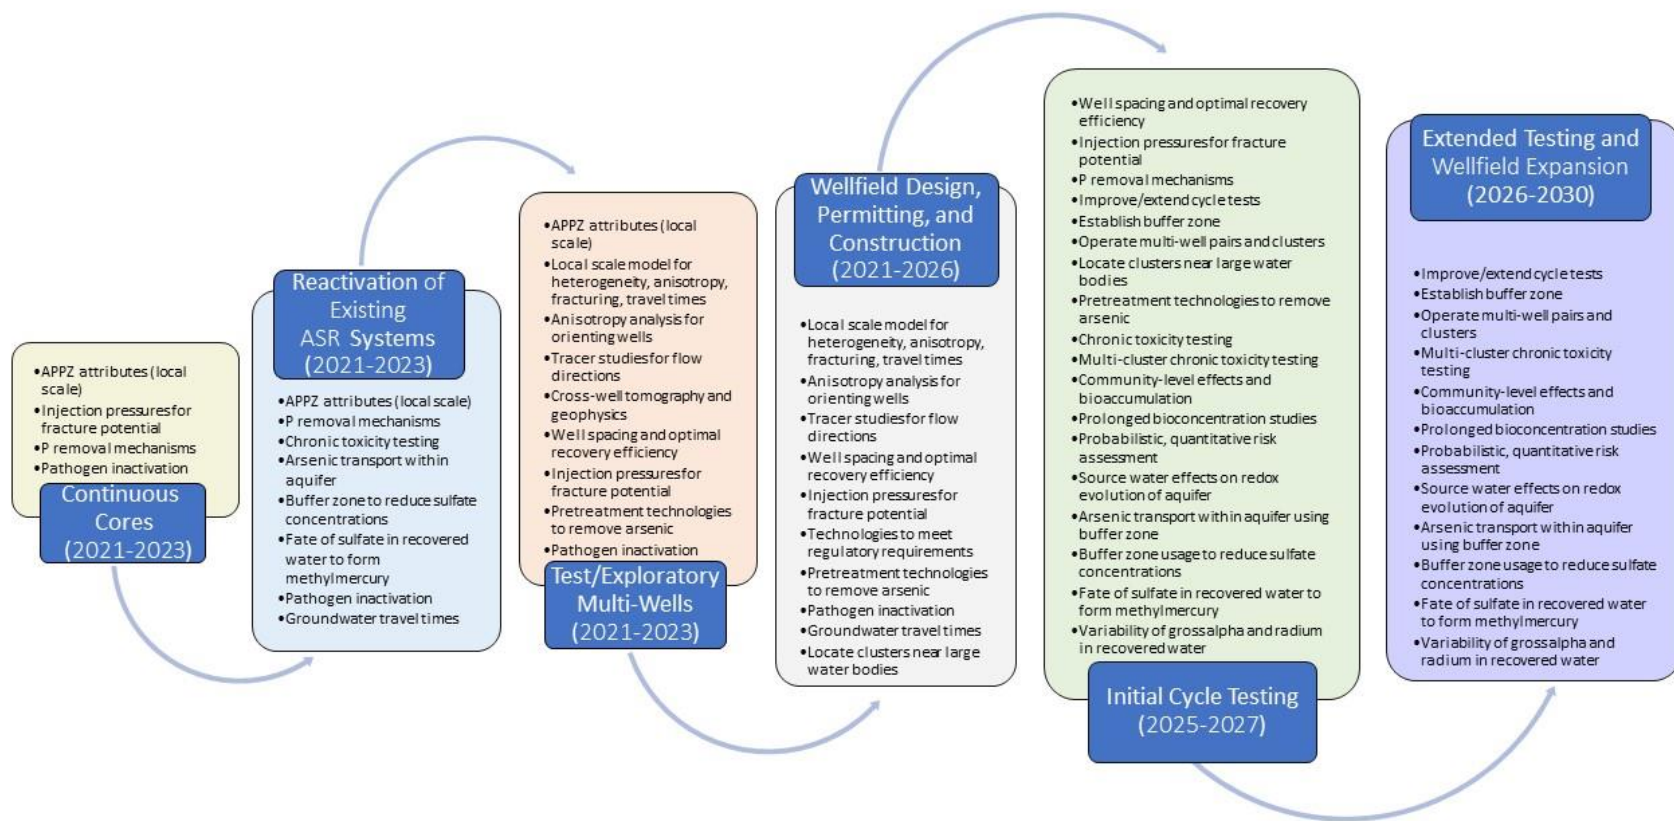 •APPZ attributes (local
scale)
•Injection pressures for
fracture potential
•P removal mechanisms
•Pathogen inactivation
Continuous
Cores
(2021-2023)
Reactivation of
Existing
ASR Systems
(2021-2023)
•APPZ attributes (local scale)
•P removal mechanisms
•Chronic toxicity testing
•Arsenic transport within
aquifer
•Buffer zone to reduce sulfate
concentrations
•Fate of sulfate in recovered
water to form
methylmercury
•Pathogen inactivation
•Groundwater travel times
•APPZ attributes (local
scale)
•Local scale model for
heterogeneity, anisotropy,
fracturing, travel times
•Anisotropy analysis for
orienting wells
•Tracer studies for flow
directions
•Cross-well tomography and
geophysics
•Well spacing and optimal
recovery efficiency
•Injection pressures for
fracture potential
•Pretreatment technologies
to remove arsenic
•Pathogen inactivation
Test/Exploratory
Multi-Wells
(2021-2023)
Wellfield Design,
Permitting, and
Construction
(2021-2026)
•Local scale model for
heterogeneity, anisotropy,
fracturing, travel times
•Anisotropy analysis for
orienting wells
•Tracer studies for flow
directions
•Well spacing and optimal
recovery efficiency
•Injection pressures for
fracture potential
•Technologies to meet
regulatory requirements
•Pretreatment technologies
to remove arsenic
•Pathogen inactivation
•Groundwater travel times
•Locate clusters near large
water bodies
•Well spacing and optimal recovery
efficiency
•Injection pressures for fracture
potential
•P removal mechanisms
•Improve/extend cycle tests
•Establish buffer zone
•Operate multi-well pairs and clusters
•Locate clusters near large water
bodies
•Pretreatment technologies to remove
arsenic
•Chronic toxicity testing
•Multi-cluster chronic toxicity testing
•Community-level effects and
bioaccumulation
•Prolonged bioconcentration studies
•Probabilistic, quantitative risk
assessment
•Source water effects on redox
evolution of aquifer
•Arsenic transport within aquifer using
buffer zone
•Buffer zone usage to reduce sulfate
concentrations
•Fate of sulfate in recovered water to
form methylmercury
•Variability of gross alpha and radium
in recovered water
Initial Cycle Testing
(2025-2027)
Extended Testing and
Wellfield Expansion
(2026-2030)
•Improve/extend cycle tests
•Establish buffer zone
•Operate multi-well pairs and
clusters
•Multi-cluster chronic toxicity
testing
•Community-level effects and
bioaccumulation
•Prolonged bioconcentration studies
•Probabilistic, quantitative risk
assessment
•Source water effects on redox
evolution of aquifer
•Arsenic transport within aquifer
using buffer zone
•Buffer zone usage to reduce sulfate
concentrations
•Fate of sulfate in recovered water
to form methylmercury
•Variability of gross alpha and
radium in recovered water